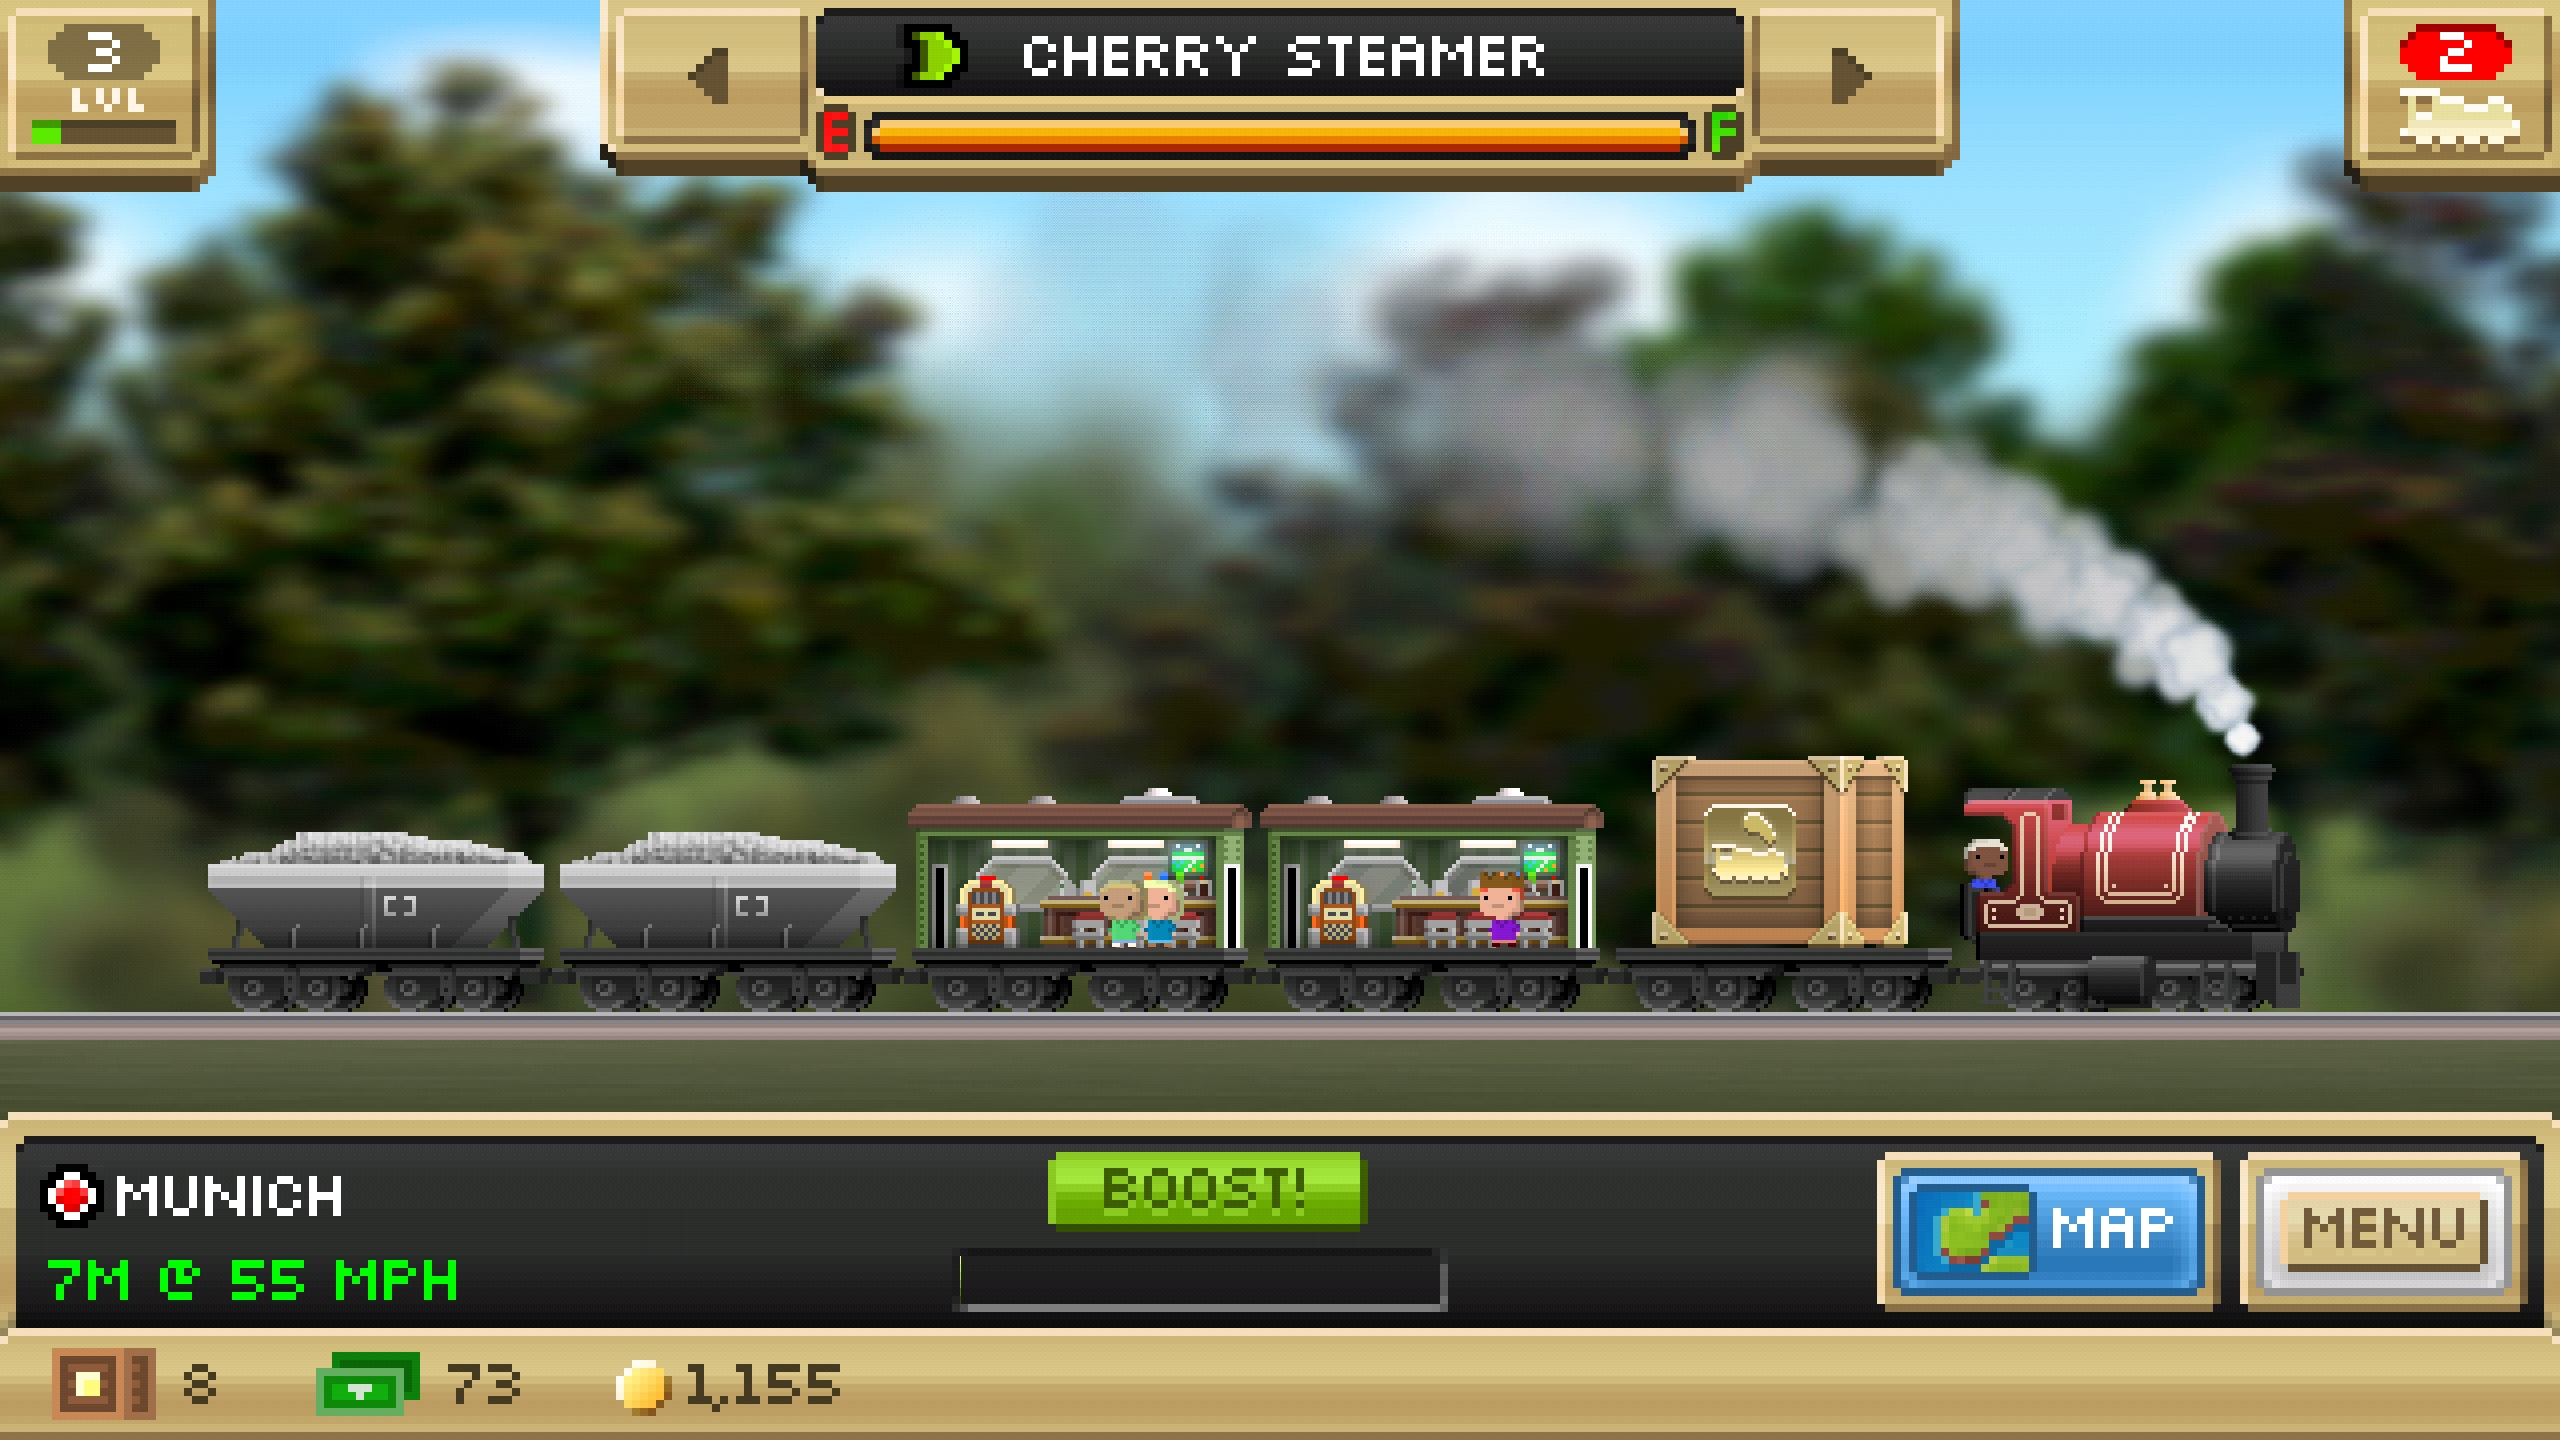 3
LVL
CHERRY STEAMER
E F
2
MUNICH
BOOST!
7M @ 55 MPH
MAP
MENU
8 73 1,155